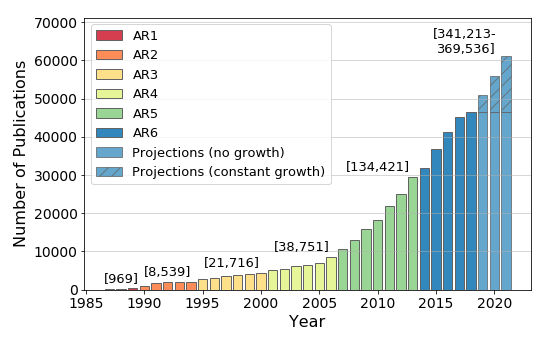 [341,213-
369,536]
[134,421]
[38,751]
[21,716]
[8,539]
[969]
AR1
AR2
AR3
AR4
AR5
AR6
Projections (no growth)
Projections (constant growth)
Number of Publications
70000
60000
50000
40000
30000
20000
10000
0
1985
1990
1995
2000
2005
2010
2015
2020
Year